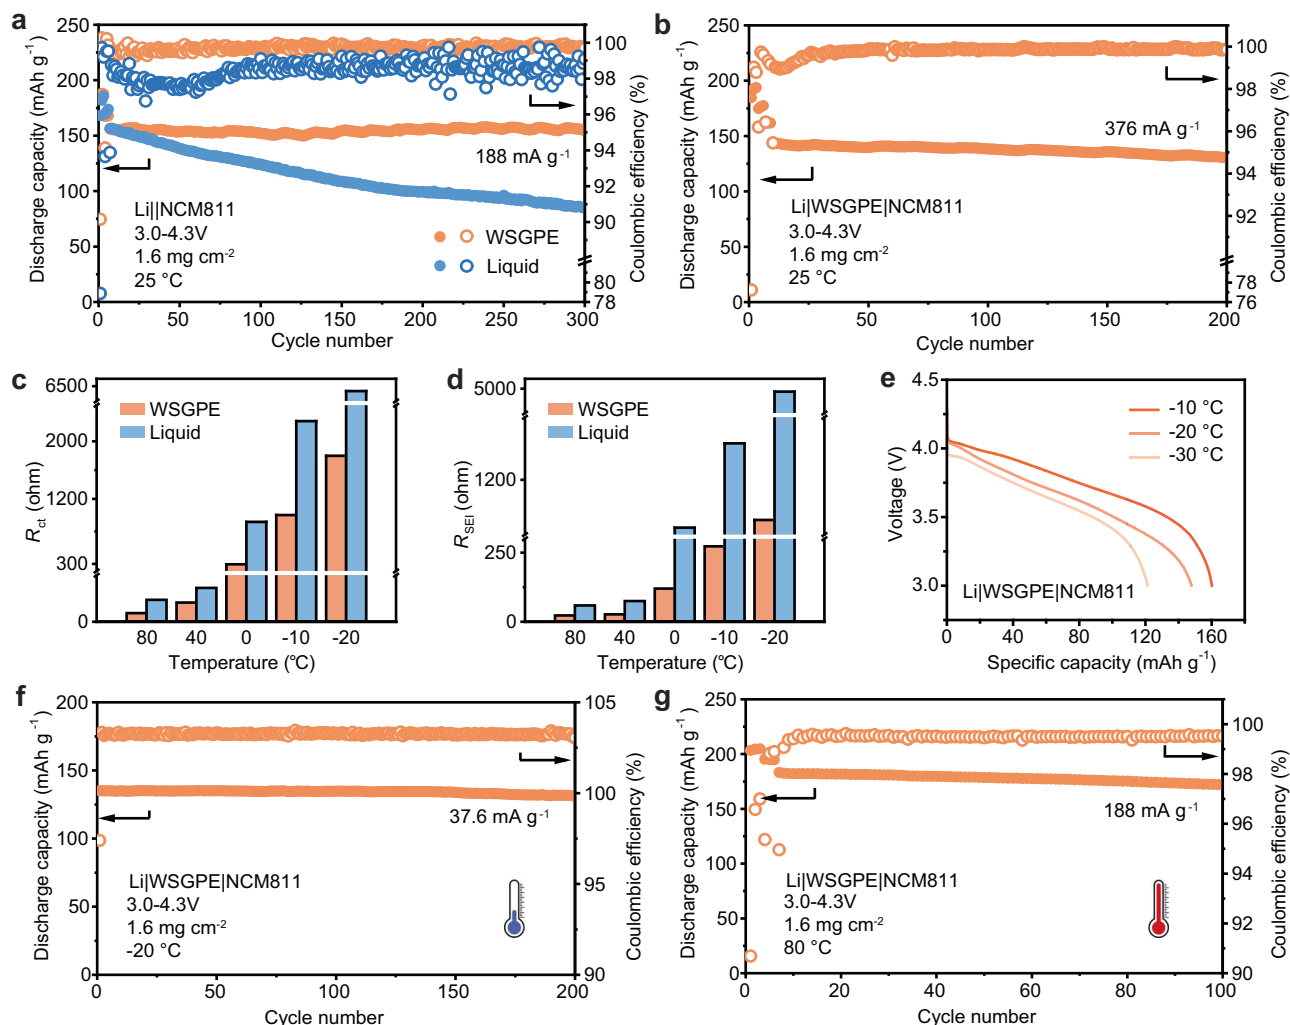 a
Discharge capacity (mAh g⁻¹)
250
200
150
100
50
0
0
50
100
150
200
250
300
Cycle number
100
98
96
94
92
90
80
78
Coulombic efficiency (%)
188 mA g⁻¹
Li||NCM811
3.0-4.3V
1.6 mg cm⁻²
25 °C
WSGPE
Liquid
b
Discharge capacity (mAh g⁻¹)
250
200
150
100
50
0
0
50
100
150
200
Cycle number
100
98
96
94
92
78
76
Coulombic efficiency (%)
376 mA g⁻¹
Li|WSGPE|NCM811
3.0-4.3V
1.6 mg cm⁻²
25 °C
c
Rct (ohm)
6500
2000
1200
300
0
WSGPE
Liquid
80
40
0
-10
-20
Temperature (°C)
d
RSEI (ohm)
5000
1200
250
0
WSGPE
Liquid
80
40
0
-10
-20
Temperature (°C)
e
Voltage (V)
4.5
4.0
3.5
3.0
-10 °C
-20 °C
-30 °C
Li|WSGPE|NCM811
0
40
80
120
160
Specific capacity (mAh g⁻¹)
f
Discharge capacity (mAh g⁻¹)
200
150
100
50
0
0
50
100
150
200
Cycle number
105
100
95
90
Coulombic efficiency (%)
37.6 mA g⁻¹
Li|WSGPE|NCM811
3.0-4.3V
1.6 mg cm⁻²
-20 °C
g
Discharge capacity (mAh g⁻¹)
250
200
150
100
50
0
0
20
40
60
80
100
Cycle number
100
98
96
94
92
90
Coulombic efficiency (%)
188 mA g⁻¹
Li|WSGPE|NCM811
3.0-4.3V
1.6 mg cm⁻²
80 °C